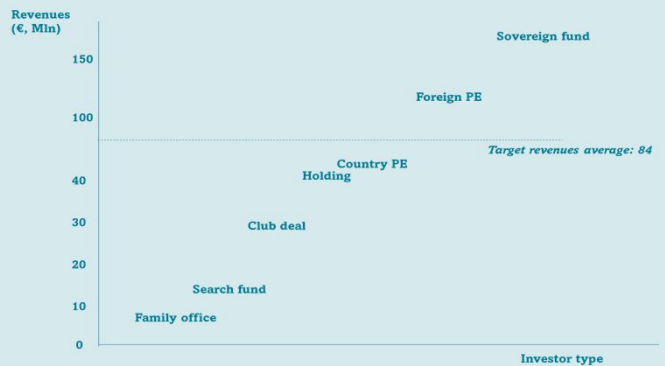 Revenues
(€, Mln)
Sovereign fund
150
Foreign PE
100
Target revenues average: 84
Country PE
Holding
40
30
Club deal
20
Search fund
10
Family office
0
Investor type